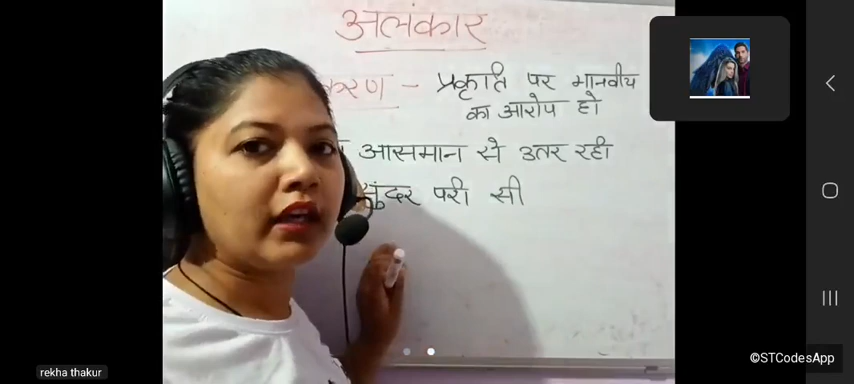 अलंकार
करण - प्रकृति पर मानवीय
का आरोप हो
आसमान से उतर रही
सुंदर परी सी
rekha thakur
©STCodesApp